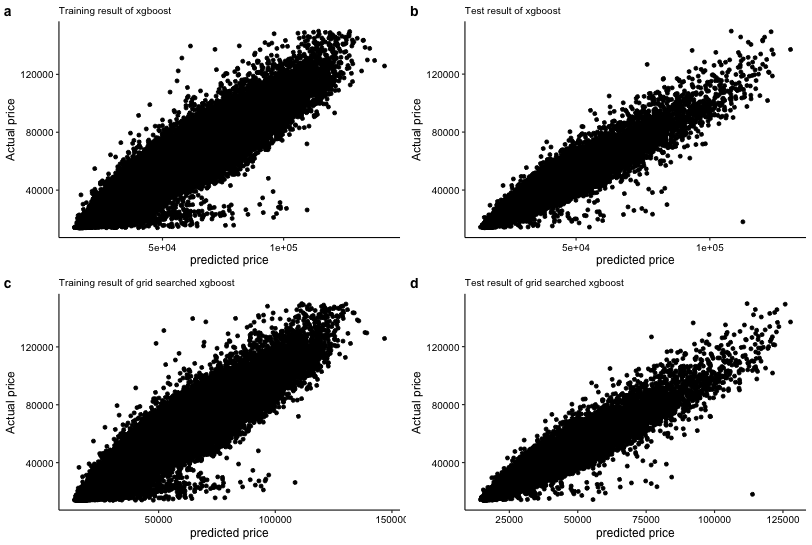 a
Training result of xgboost
Actual price
120000
80000
40000
5e+04
1e+05
predicted price
b
Test result of xgboost
Actual price
120000
80000
40000
5e+04
1e+05
predicted price
c
Training result of grid searched xgboost
Actual price
120000
80000
40000
50000
100000
predicted price
d
Test result of grid searched xgboost
Actual price
120000
80000
40000
25000
50000
75000
100000
125000
predicted price